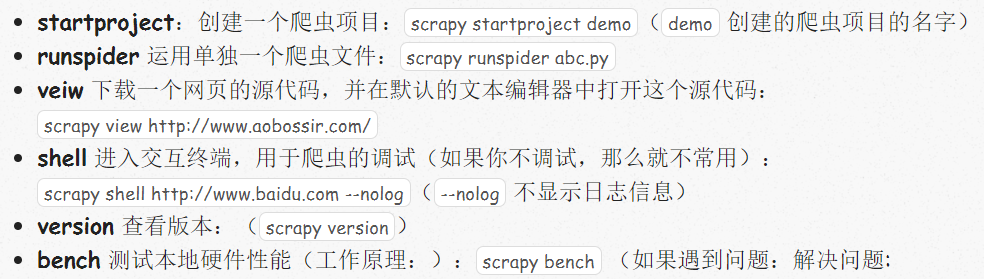 startproject：创建一个爬虫项目：scrapy startproject demo（demo 创建的爬虫项目的名字）
runspider 运用单独一个爬虫文件：scrapy runspider abc.py
veiw 下载一个网页的源代码，并在默认的文本编辑器中打开这个源代码：
scrapy view http://www.aobossir.com/
shell 进入交互终端，用于爬虫的调试（如果你不调试，那么就不常用）：
scrapy shell http://www.baidu.com --nolog（--nolog 不显示日志信息）
version 查看版本：（scrapy version）
bench 测试本地硬件性能（工作原理：）：scrapy bench （如果遇到问题：解决问题;